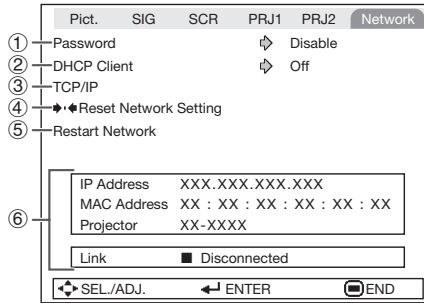 Pict. SIG SCR PRJ1 PRJ2 Network
① Password Disable
② DHCP Client Off
③ TCP/IP
④ Reset Network Setting
⑤ Restart Network
⑥
IP Address XXX.XXX.XXX.XXX
MAC Address XX : XX : XX : XX : XX : XX
Projector XX-XXXX
Link ■ Disconnected
SEL./ADJ. ENTER END